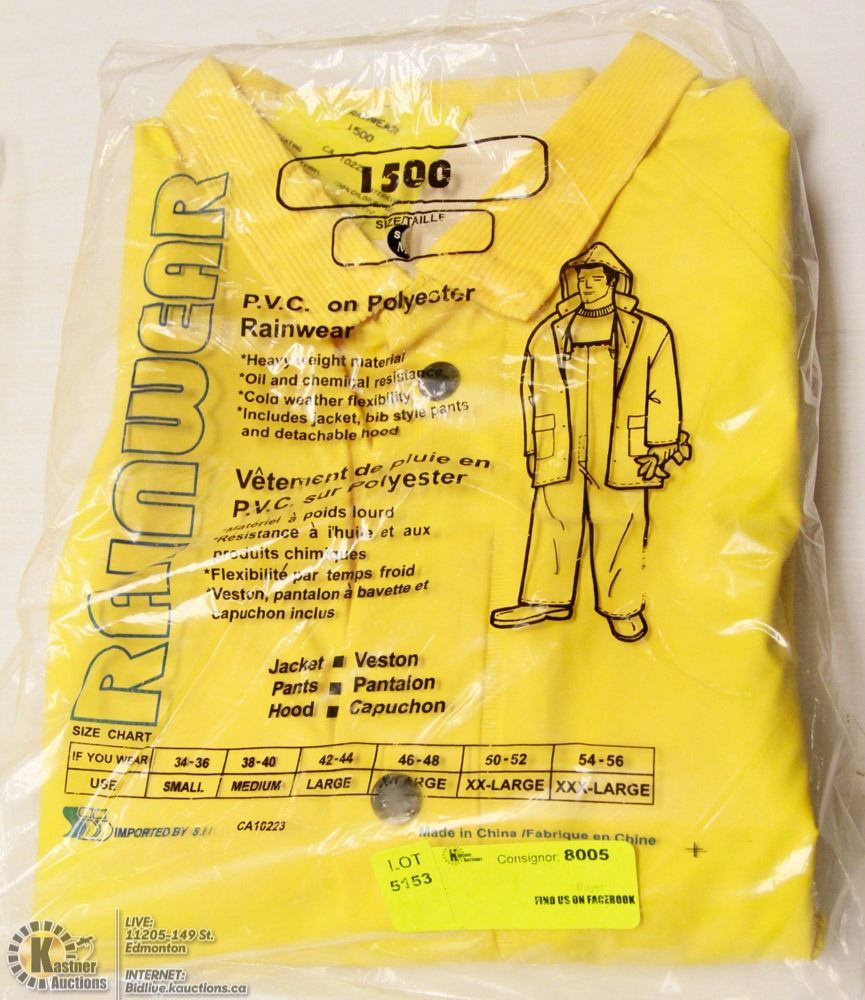 1500
SIZE/TAILLE
RAINWEAR
P.V.C. on Polyester
Rainwear
*Heavy weight material
*Oil and chemical resistance
*Cold weather flexibility
*Includes jacket, bib style pants
and detachable hood
Vêtement de pluie en
P.V.C. sur Polyester
*Matériel à poids lourd
*Résistance à l'huile et aux
produits chimiques
*Flexibilité par temps froid
*Veston, pantalon à bavette et
capuchon inclus
Jacket ■ Veston
Pants ■ Pantalon
Hood ■ Capuchon
SIZE CHART
IF YOU WEAR 34-36 38-40 42-44 46-48 50-52 54-56
USE SMALL MEDIUM LARGE X-LARGE XX-LARGE XXX-LARGE
IMPORTED BY
CA10223
Made in China /Fabrique en Chine
LOT
5153
Kastner Auctions
Consignor: 8005
Buyer:
FIND US ON FACEBOOK
Kastner
Auctions
LIVE:
11205-149 St.
Edmonton
INTERNET:
Bidlive.kauctions.ca